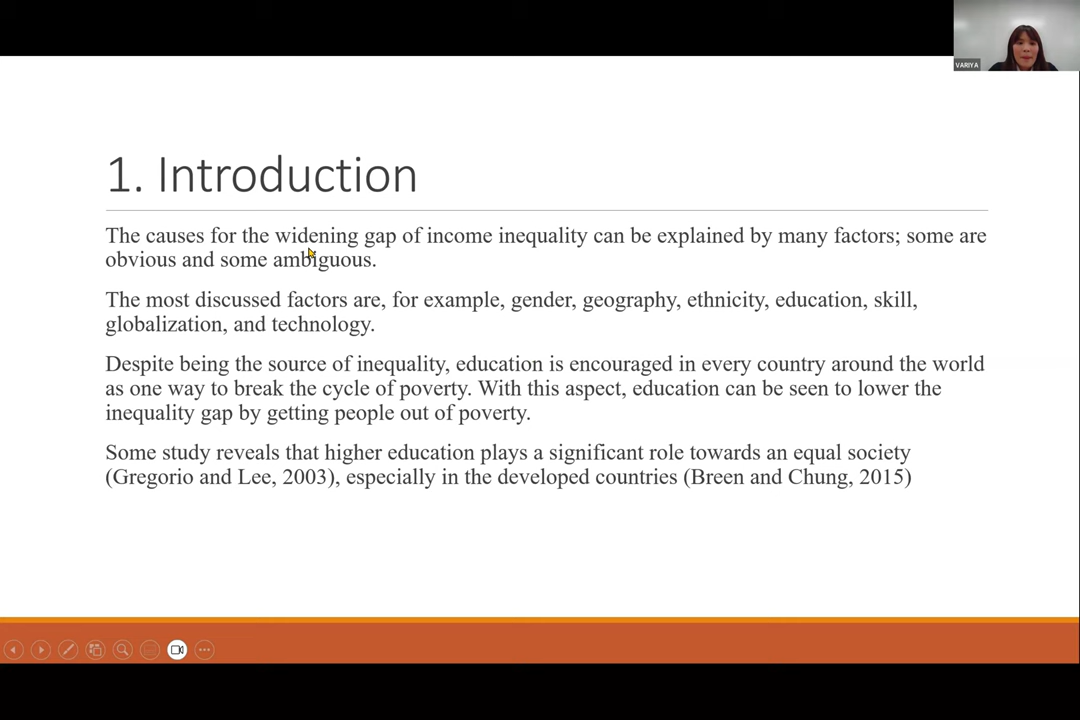 VARIYA
1. Introduction
The causes for the widening gap of income inequality can be explained by many factors; some are
obvious and some ambiguous.
The most discussed factors are, for example, gender, geography, ethnicity, education, skill,
globalization, and technology.
Despite being the source of inequality, education is encouraged in every country around the world
as one way to break the cycle of poverty. With this aspect, education can be seen to lower the
inequality gap by getting people out of poverty.
Some study reveals that higher education plays a significant role towards an equal society
(Gregorio and Lee, 2003), especially in the developed countries (Breen and Chung, 2015)